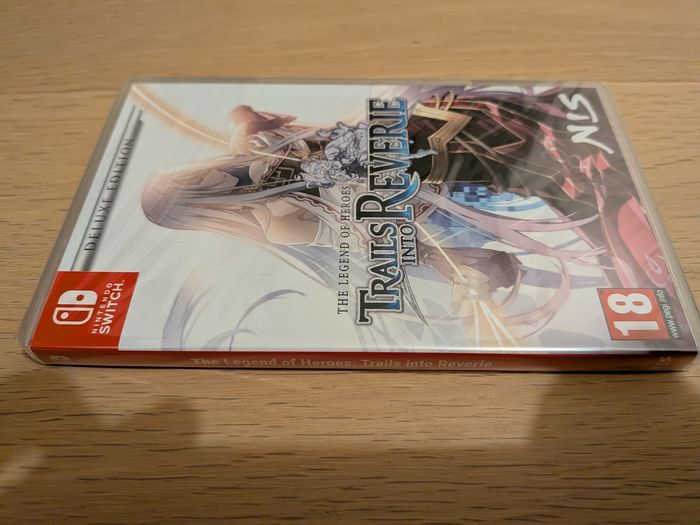 DELUXE EDITION
NINTENDO
SWITCH™
THE LEGEND OF HEROES
TRAILS
INTO
REVERIE
NIS
18
www.pegi.info
The Legend of Heroes: Trails into Reverie